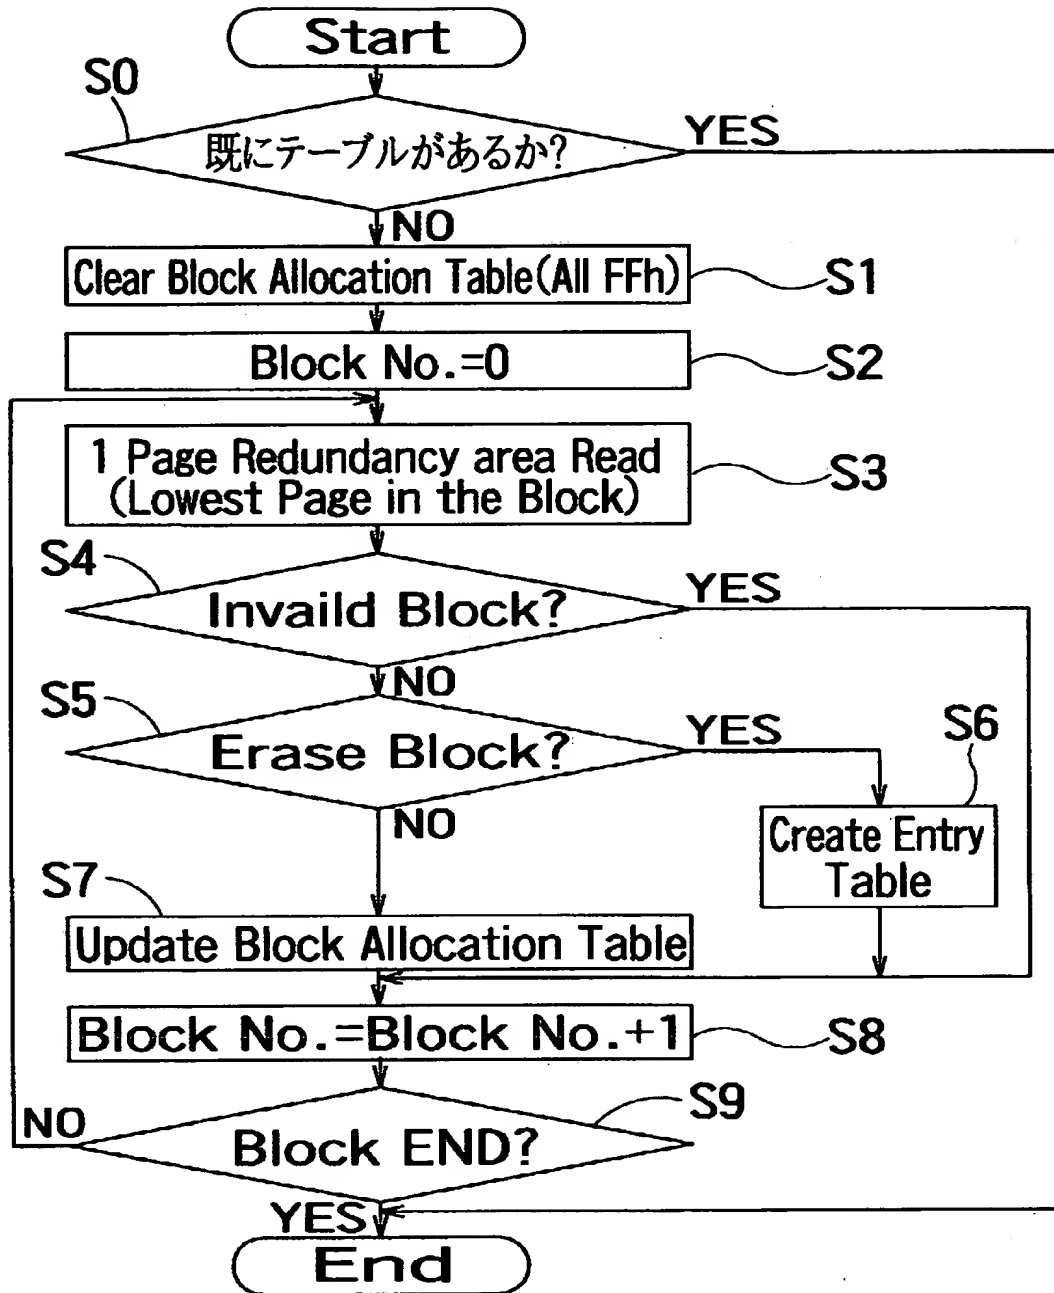 Start
S0
既にテーブルがあるか?
YES
NO
Clear Block Allocation Table(All FFh)
S1
Block No.=0
S2
1 Page Redundancy area Read
(Lowest Page in the Block)
S3
S4
Invaild Block?
YES
NO
S5
Erase Block?
YES
S6
NO
Create Entry
Table
S7
Update Block Allocation Table
Block No.=Block No.+1
S8
S9
NO
Block END?
YES
End